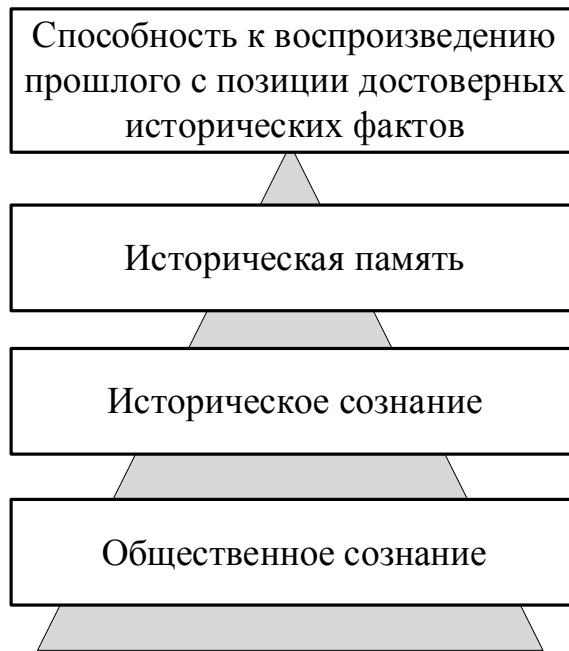 Способность к воспроизведению
прошлого с позиции достоверных
исторических фактов
Историческая память
Историческое сознание
Общественное сознание